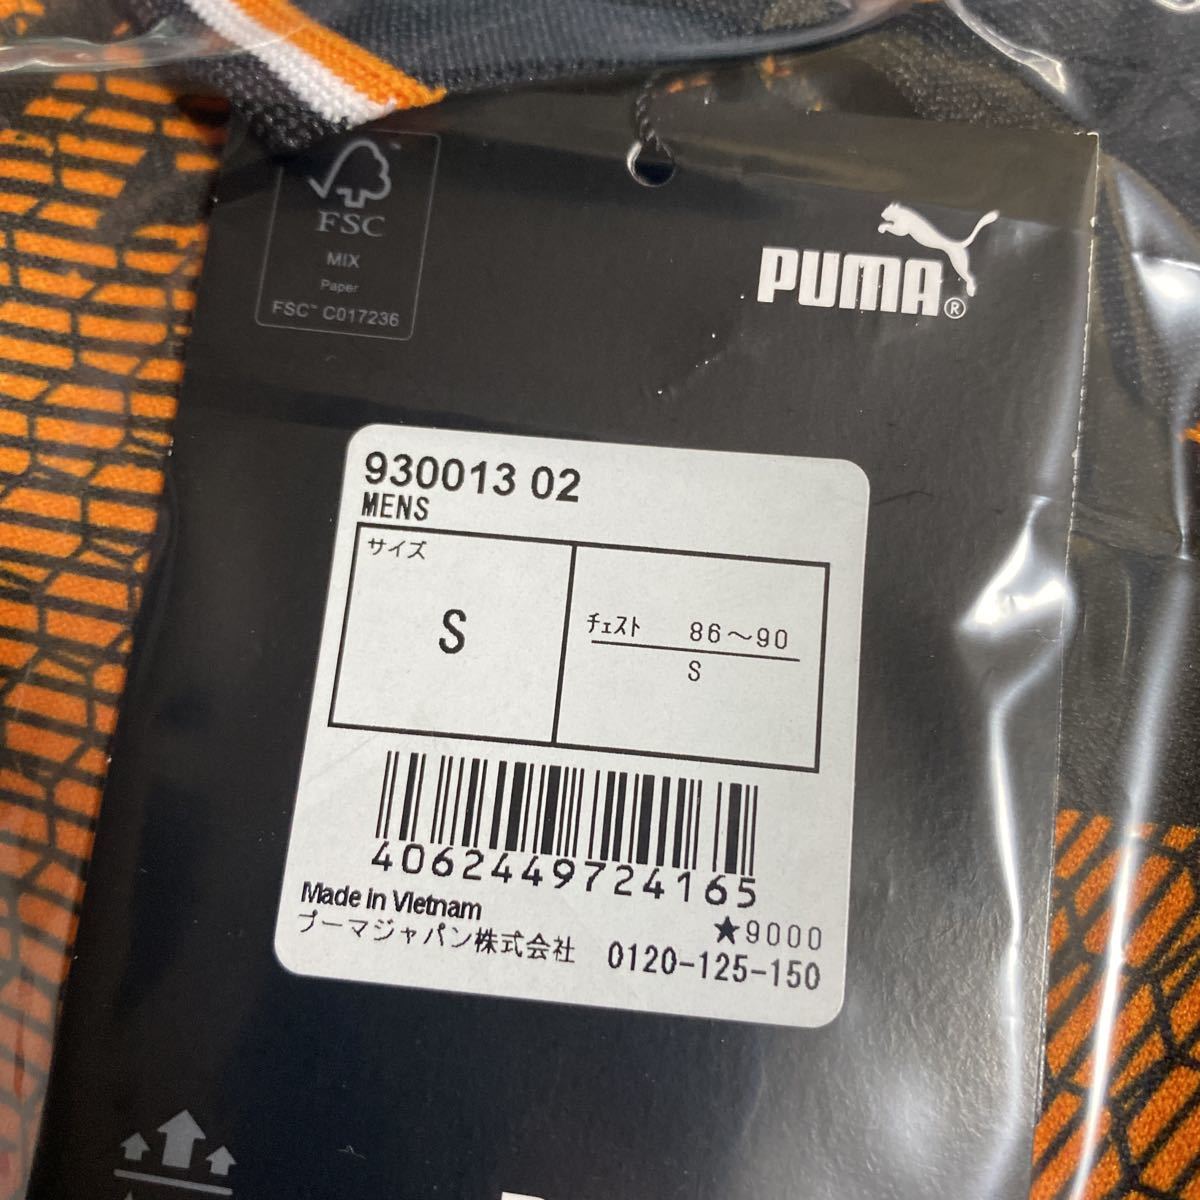 FSC
MIX
Paper
FSC™ C017236
PUMA®
930013 02
MENS
サイズ
S
チェスト 86～90
S
4062449724165
Made in Vietnam
★9000
プーマジャパン株式会社 0120-125-150